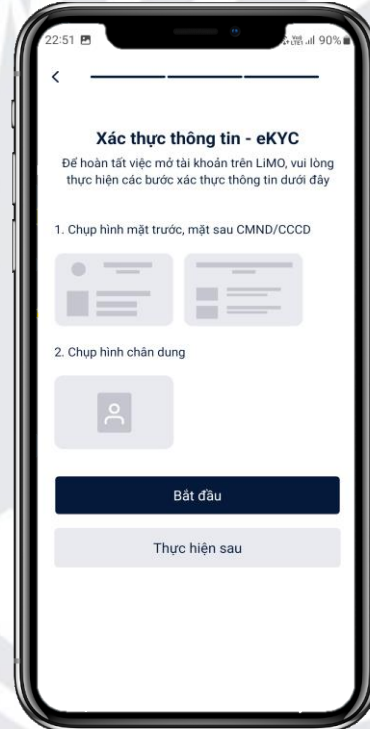 22:51 90%
Xác thực thông tin - eKYC
Để hoàn tất việc mở tài khoản trên LiMO, vui lòng
thực hiện các bước xác thực thông tin dưới đây
1. Chụp hình mặt trước, mặt sau CMND/CCCD
2. Chụp hình chân dung
Bắt đầu
Thực hiện sau